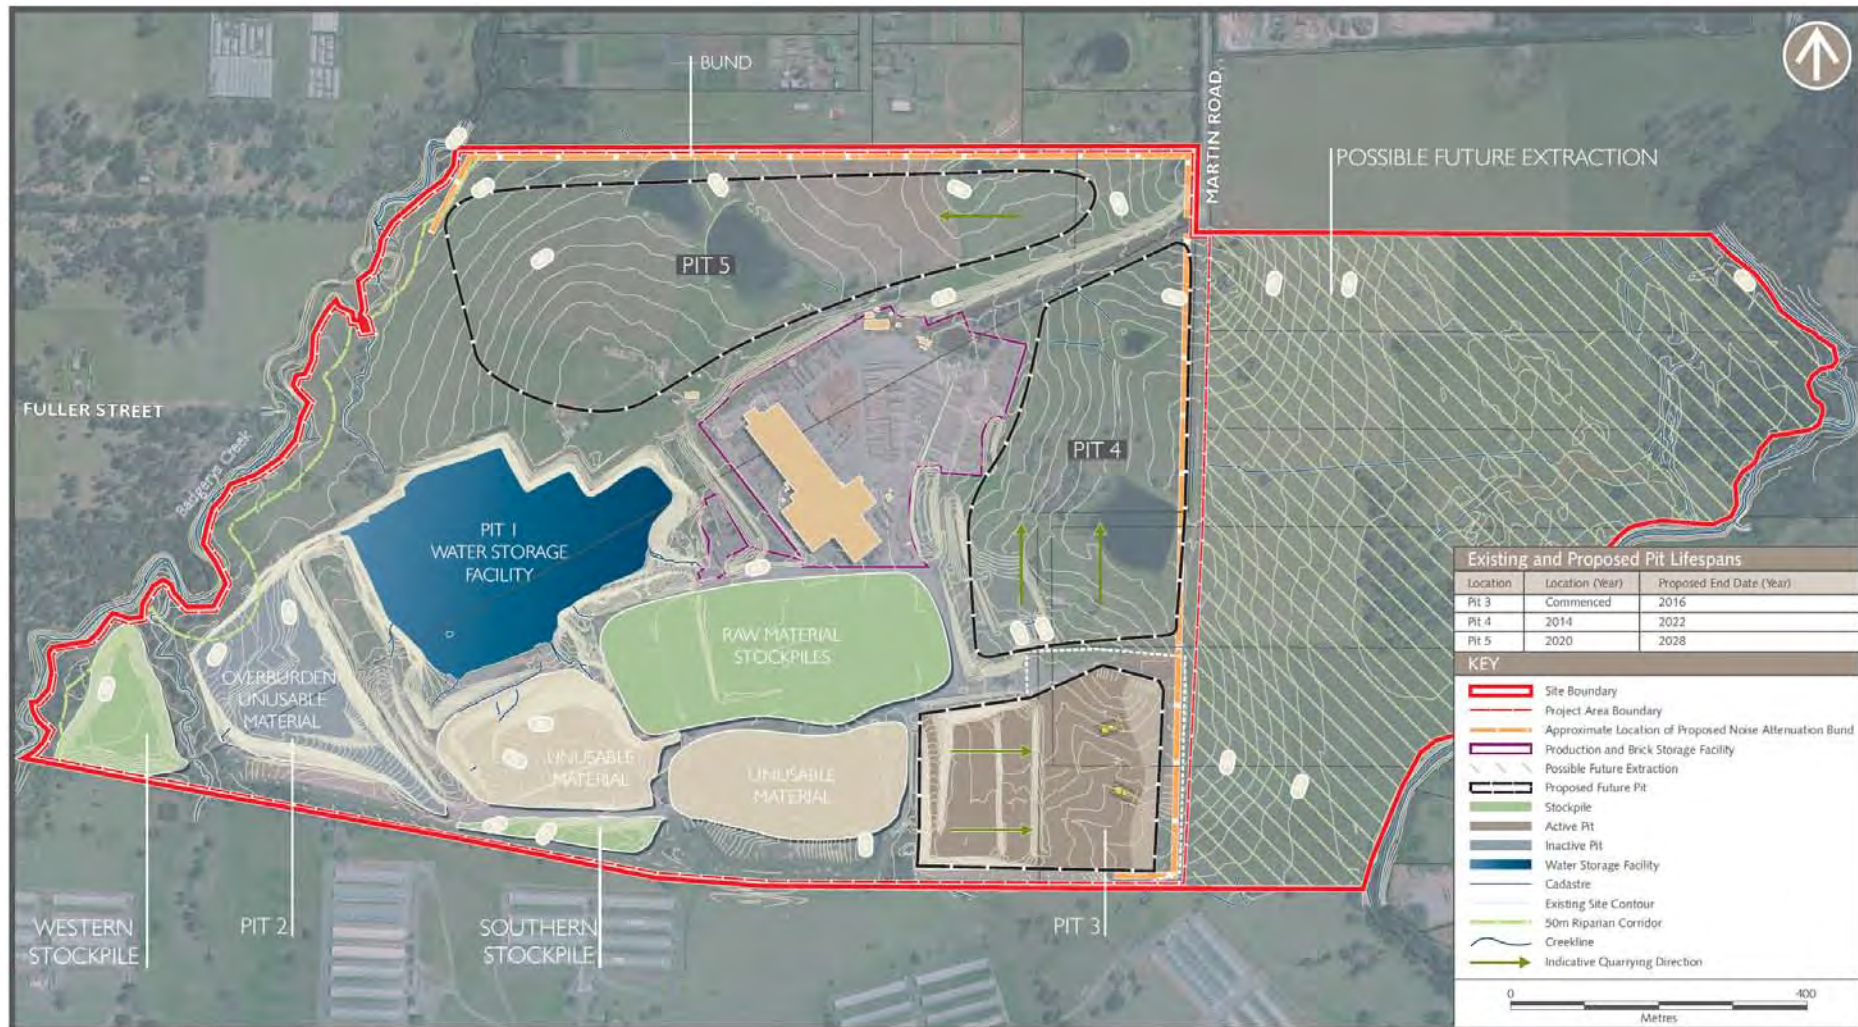 BUND
MARTIN ROAD
POSSIBLE FUTURE EXTRACTION
PIT 5
FULLER STREET
Badgerys Creek
PIT 4
PIT 1
WATER STORAGE
FACILITY
RAW MATERIAL
STOCKPILES
OVERBURDEN
UNUSABLE
MATERIAL
UNUSABLE
MATERIAL
UNUSABLE
MATERIAL
WESTERN
STOCKPILE
PIT 2
SOUTHERN
STOCKPILE
PIT 3
Existing and Proposed Pit Lifespans
Location Location (Year) Proposed End Date (Year)
Pit 3 Commenced 2016
Pit 4 2014 2022
Pit 5 2020 2028
KEY
Site Boundary
Project Area Boundary
Approximate Location of Proposed Noise Attenuation Bund
Production and Brick Storage Facility
Possible Future Extraction
Proposed Future Pit
Stockpile
Active Pit
Inactive Pit
Water Storage Facility
Cadastre
Existing Site Contour
50m Riparian Corridor
Creekline
Indicative Quarrying Direction
0 400
Metres